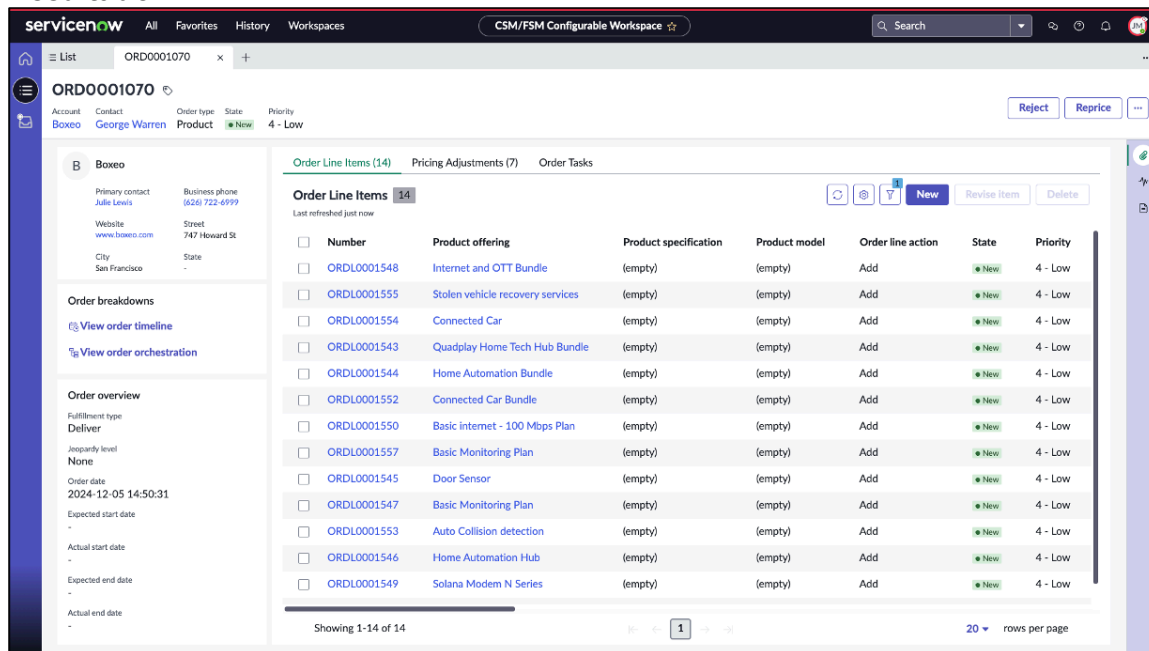 servicenow All Favorites History Workspaces CSM/FSM Configurable Workspace Search JM
List ORD0001070
ORD0001070
Account Contact Order type State Priority
Boxeo George Warren Product New 4 - Low
Reject Reprice
B Boxeo
Primary contact Business phone
Julie Lewis (626) 722-6999
Website Street
www.boxeo.com 747 Howard St
City State
San Francisco -
Order breakdowns
View order timeline
View order orchestration
Order overview
Fulfillment type
Deliver
Jeopardy level
None
Order date
2024-12-05 14:50:31
Expected start date
-
Actual start date
-
Expected end date
-
Actual end date
-
Order Line Items (14) Pricing Adjustments (7) Order Tasks
Order Line Items 14
Last refreshed just now
1
New Revise item Delete
Number Product offering Product specification Product model Order line action State Priority
ORDL0001548 Internet and OTT Bundle (empty) (empty) Add New 4 - Low
ORDL0001555 Stolen vehicle recovery services (empty) (empty) Add New 4 - Low
ORDL0001554 Connected Car (empty) (empty) Add New 4 - Low
ORDL0001543 Quadplay Home Tech Hub Bundle (empty) (empty) Add New 4 - Low
ORDL0001544 Home Automation Bundle (empty) (empty) Add New 4 - Low
ORDL0001552 Connected Car Bundle (empty) (empty) Add New 4 - Low
ORDL0001550 Basic internet - 100 Mbps Plan (empty) (empty) Add New 4 - Low
ORDL0001557 Basic Monitoring Plan (empty) (empty) Add New 4 - Low
ORDL0001545 Door Sensor (empty) (empty) Add New 4 - Low
ORDL0001547 Basic Monitoring Plan (empty) (empty) Add New 4 - Low
ORDL0001553 Auto Collision detection (empty) (empty) Add New 4 - Low
ORDL0001546 Home Automation Hub (empty) (empty) Add New 4 - Low
ORDL0001549 Solana Modem N Series (empty) (empty) Add New 4 - Low
Showing 1-14 of 14 1 20 rows per page